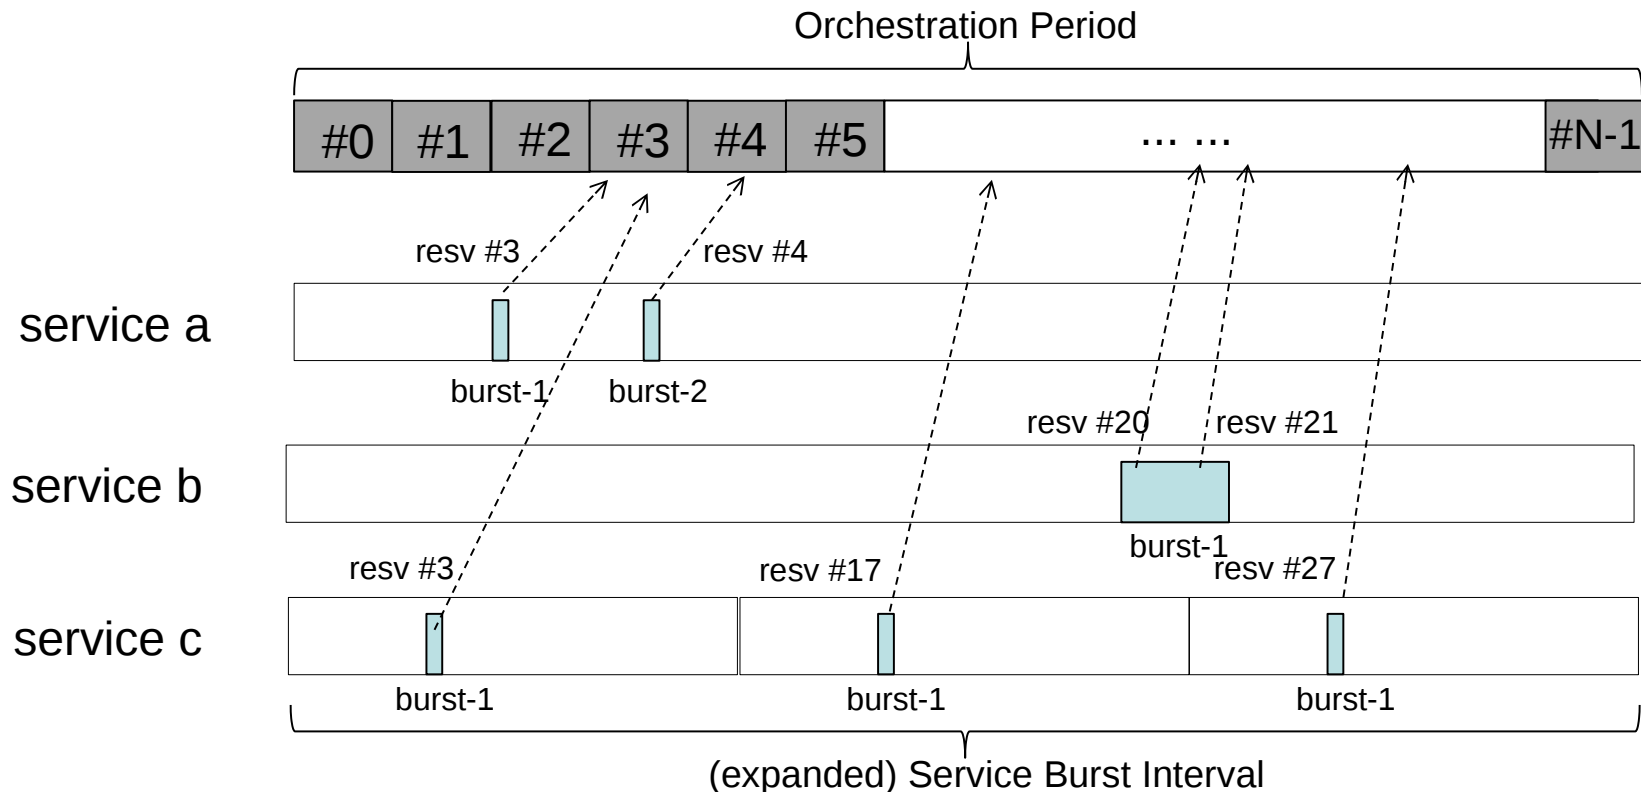 Orchestration Period
#0 #1 #2 #3 #4 #5 ... ... #N-1
resv #3 resv #4
service a
burst-1 burst-2
resv #20 resv #21
service b
burst-1
resv #3 resv #17 resv #27
service c
burst-1 burst-1 burst-1
(expanded) Service Burst Interval